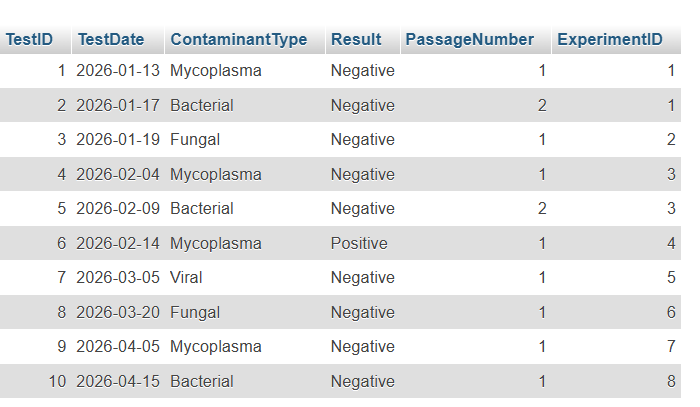 TestID TestDate ContaminantType Result PassageNumber ExperimentID
1 2026-01-13 Mycoplasma Negative 1 1
2 2026-01-17 Bacterial Negative 2 1
3 2026-01-19 Fungal Negative 1 2
4 2026-02-04 Mycoplasma Negative 1 3
5 2026-02-09 Bacterial Negative 2 3
6 2026-02-14 Mycoplasma Positive 1 4
7 2026-03-05 Viral Negative 1 5
8 2026-03-20 Fungal Negative 1 6
9 2026-04-05 Mycoplasma Negative 1 7
10 2026-04-15 Bacterial Negative 1 8